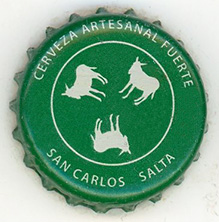 CERVEZA ARTESANAL FUERTE
SAN CARLOS SALTA